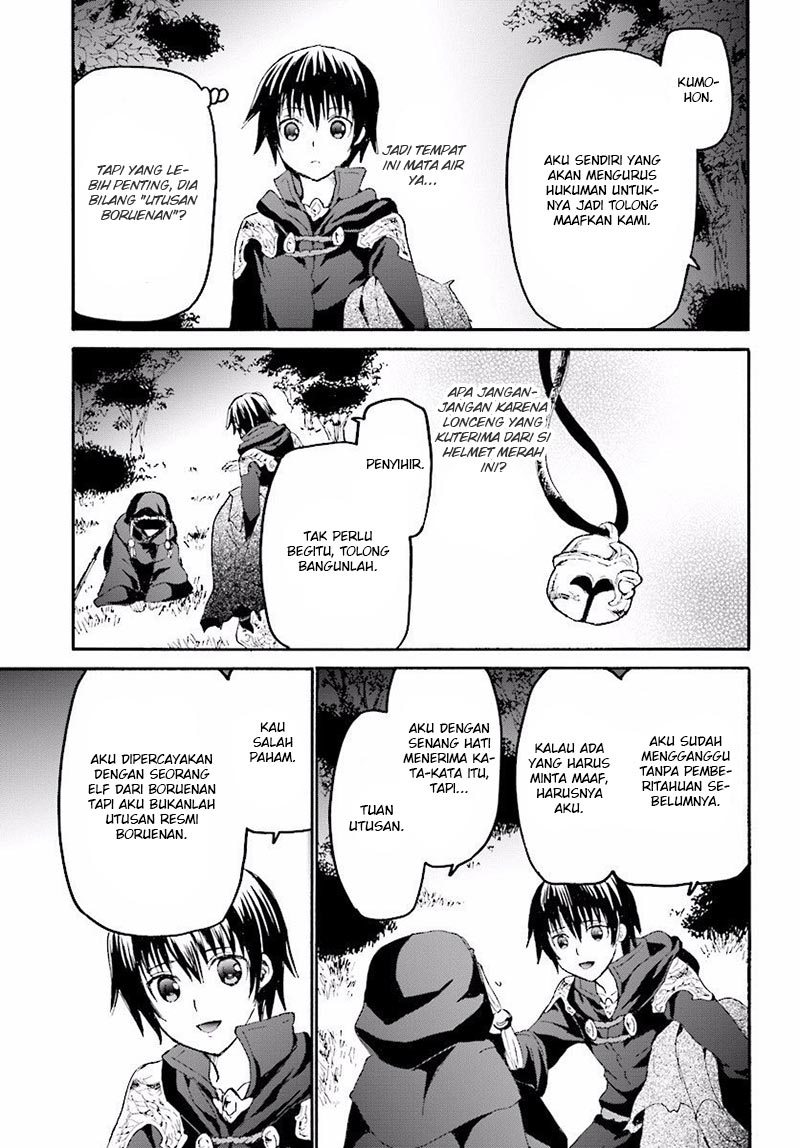 KUMO-
HON.
AKU SENDIRI YANG
AKAN MENGURUS
HUKUMAN UNTUK-
NYA JADI TOLONG
MAAFKAN KAMI.
JADI TEMPAT
INI MATA AIR
YA...
TAPI YANG LE-
BIH PENTING, DIA
BILANG "UTUSAN
BORUENAN"?
APA JANGAN-
JANGAN KARENA
LONCENG YANG
KUTERIMA DARI SI
HELMET MERAH
INI?
PENYIHIR.
TAK PERLU
BEGITU, TOLONG
BANGUNLAH.
AKU SUDAH
MENGGANGGU
TANPA PEMBE-
RITAHUAN SE-
BELUMNYA.
KALAU ADA
YANG HARUS
MINTA MAAF,
HARUSNYA
AKU.
AKU DENGAN
SENANG HATI
MENERIMA KA-
TA-KATA ITU,
TAPI...
TUAN
UTUSAN.
KAU
SALAH
PAHAM.
AKU DIPERCAYAKAN
DENGAN SEORANG
ELF DARI BORUENAN
TAPI AKU BUKANLAH
UTUSAN RESMI
BORUENAN.